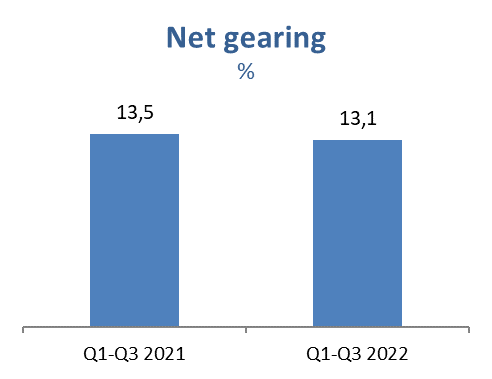 Net gearing
%
13,5
13,1
Q1-Q3 2021
Q1-Q3 2022